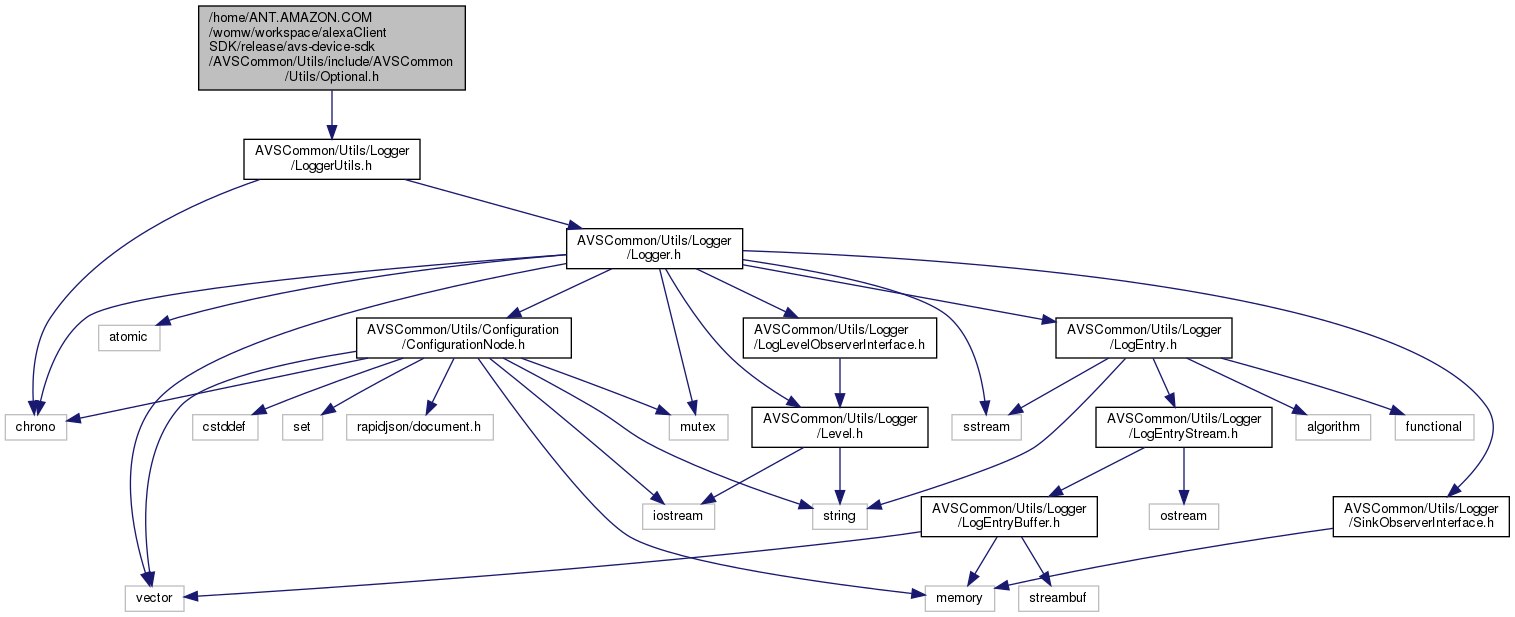 /home/ANT.AMAZON.COM
/womw/workspace/alexaClient
SDK/release/avs-device-sdk
/AVSCommon/Utils/include/AVSCommon
/Utils/Optional.h
AVSCommon/Utils/Logger
/LoggerUtils.h
AVSCommon/Utils/Logger
/Logger.h
atomic
AVSCommon/Utils/Configuration
/ConfigurationNode.h
AVSCommon/Utils/Logger
/LogLevelObserverInterface.h
AVSCommon/Utils/Logger
/LogEntry.h
chrono
cstddef
set
rapidjson/document.h
mutex
AVSCommon/Utils/Logger
/Level.h
sstream
AVSCommon/Utils/Logger
/LogEntryStream.h
algorithm
functional
iostream
string
AVSCommon/Utils/Logger
/LogEntryBuffer.h
ostream
AVSCommon/Utils/Logger
/SinkObserverInterface.h
vector
memory
streambuf